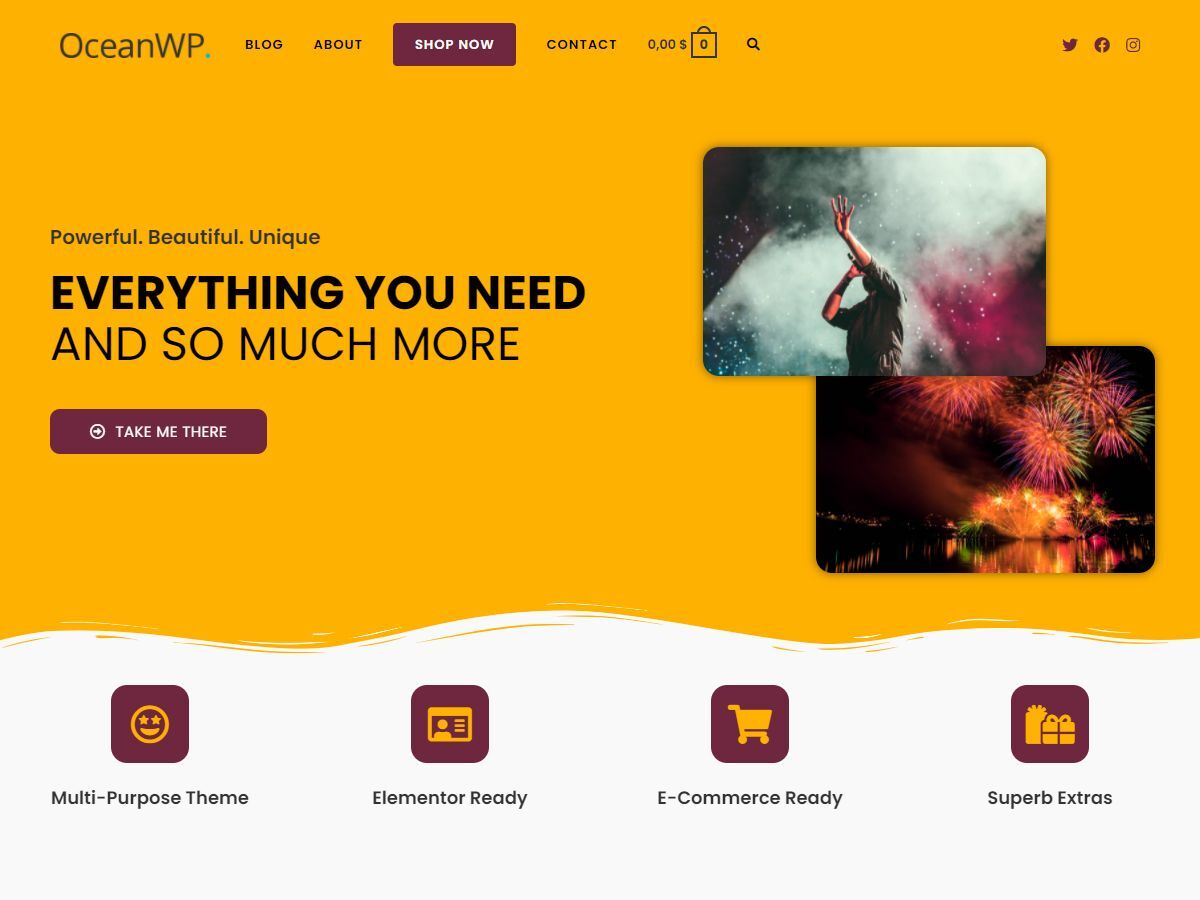 OceanWP.
BLOG ABOUT SHOP NOW CONTACT 0,00 $ 0
Powerful. Beautiful. Unique
EVERYTHING YOU NEED
AND SO MUCH MORE
TAKE ME THERE
Multi-Purpose Theme Elementor Ready E-Commerce Ready Superb Extras